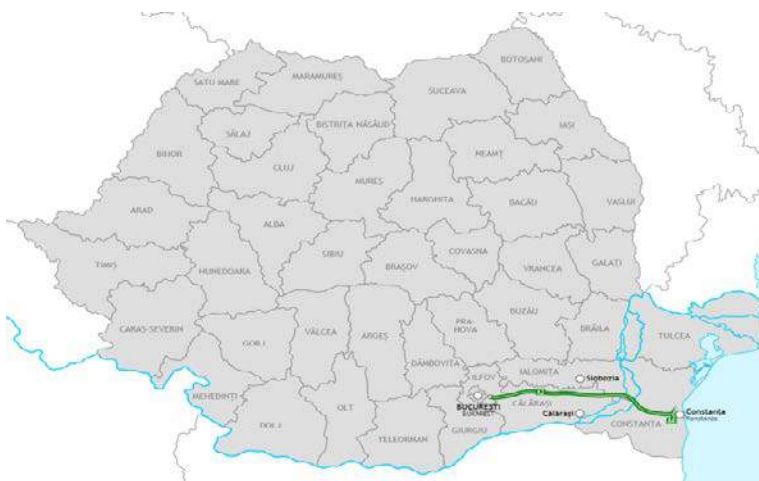 BOTOȘANI
SATU MARE
MARAMUREȘ
SUCEAVA
SĂLAJ
BISTRIȚA NĂSĂUD
IAȘI
BIHOR
CLUJ
NEAMȚ
MUREȘ
HARGHITA
BACĂU
VASLUI
ARAD
ALBA
TIMIȘ
HUNEDOARA
SIBIU
BRAȘOV
COVASNA
VRANCEA
GALAȚI
CARAȘ-SEVERIN
GORJ
VÂLCEA
ARGEȘ
PRA-
HOVA
BUZĂU
BRĂILA
TULCEA
DÂMBOVIȚA
ILFOV
IALOMIȚA
Slobozia
MEHEDINȚI
OLT
BUCUREȘTI
BUKAREST
CĂLĂRAȘI
Călărași
Constanța
DOLJ
TELEORMAN
GIURGIU
CONSTANȚA